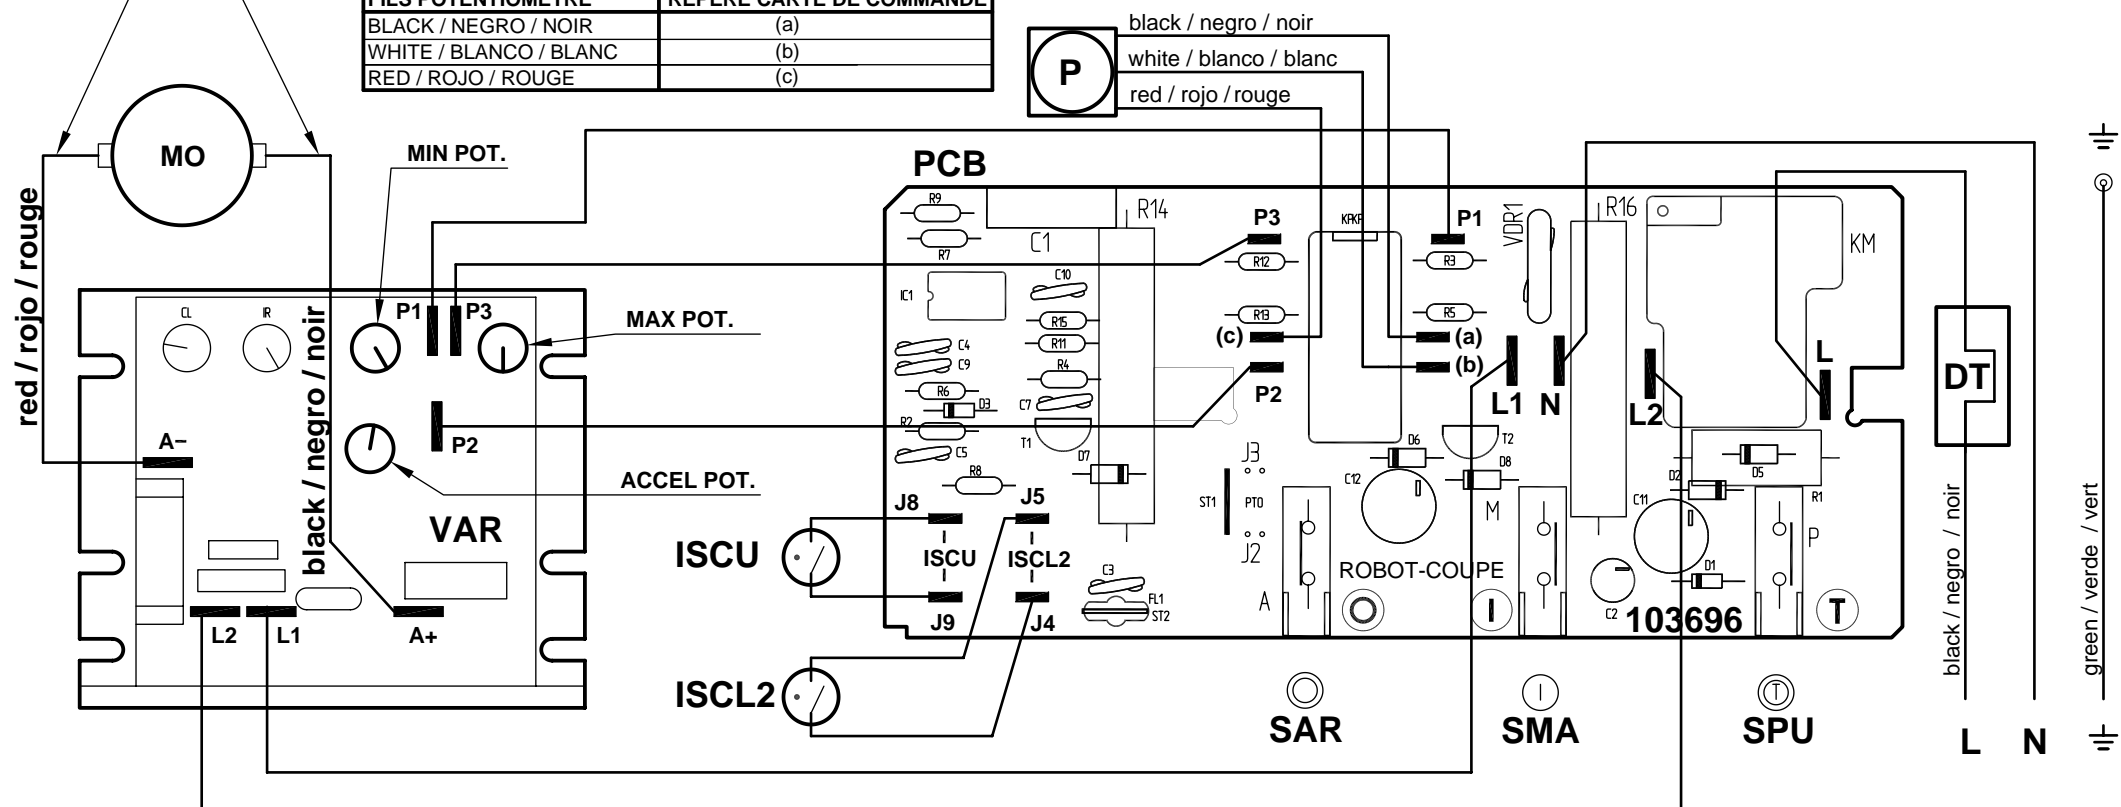 FILS POTENTIOMETRE REPERE CARTE DE COMMANDE
BLACK / NEGRO / NOIR (a)
WHITE / BLANCO / BLANC (b)
RED / ROJO / ROUGE (c)
black / negro / noir
white / blanco / blanc
red / rojo / rouge
P
MO
MIN POT.
PCB
red / rojo / rouge
black / negro / noir
CL
IR
P1
P3
MAX POT.
P2
A−
ACCEL POT.
VAR
L2
L1
A+
ISCU
ISCL2
R9
R7
C1
R14
IC1
C10
R15
R11
C4
C9
R4
R6
D3
C7
R2
T1
C5
R8
D7
J8
J5
ISCU
ISCL2
J9
J4
C3
FL1
ST2
P3
R12
R13
(c)
P2
P1
R3
R5
(a)
(b)
VDR1
R16
KM
L1
N
L2
L
J3
ST1
PT0
J2
D6
T2
D8
C12
M
A
ROBOT-COUPE
C11
D2
D5
R1
P
D1
C2
103696
I
T
SAR
I
SMA
T
SPU
DT
black / negro / noir
green / verde / vert
L
N